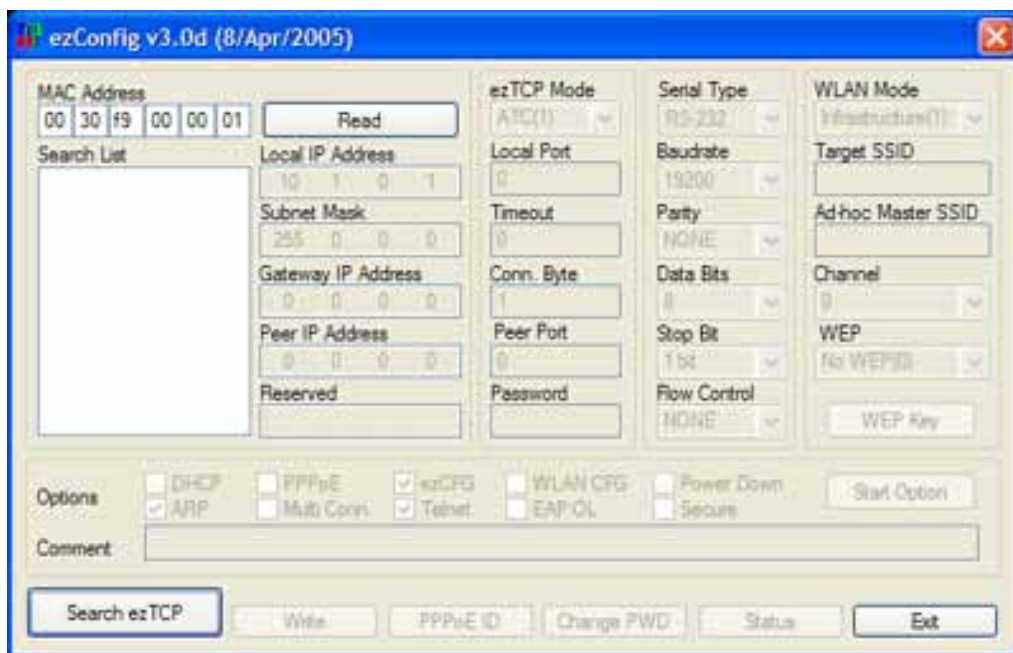 ezConfig v3.0d (8/Apr/2005)
MAC Address
00 30 f9 00 00 01
Read
Search List
Local IP Address
10 1 0 1
Subnet Mask
255 0 0 0
Gateway IP Address
0 0 0 0
Peer IP Address
0 0 0 0
Reserved
ezTCP Mode
ATC(1)
Local Port
0
Timeout
0
Conn. Byte
1
Peer Port
0
Password
Serial Type
RS-232
Baudrate
19200
Parity
NONE
Data Bits
8
Stop Bit
1 bit
Flow Control
NONE
WLAN Mode
Infrastructure(1)
Target SSID
Ad-hoc Master SSID
Channel
WEP
No WEP(0)
WEP Key
Options
DHCP PPPoE ezCFG WLAN CFG Power Down
ARP Multi Conn. Telnet EAPOL Secure
Start Option
Comment
Search ezTCP Write PPPoE ID Change PWD Status Exit